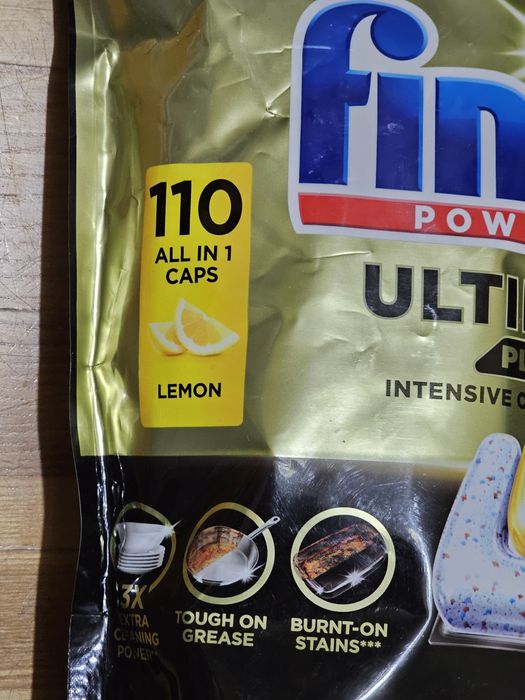 fin
POW
110
ALL IN 1
CAPS
LEMON
ULTI
INTENSIVE
3X
EXTRA
CLEANING
POWER
TOUGH ON
GREASE
BURNT-ON
STAINS***